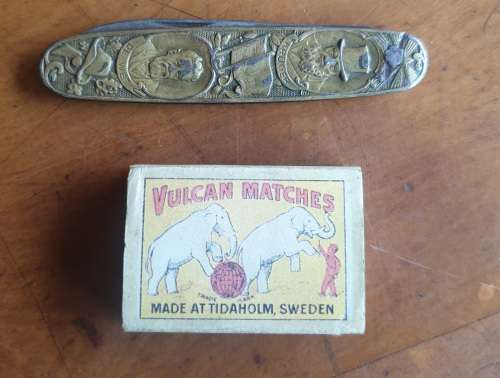 VULCAN MATCHES
TRADE MARK
MADE AT TIDAHOLM, SWEDEN